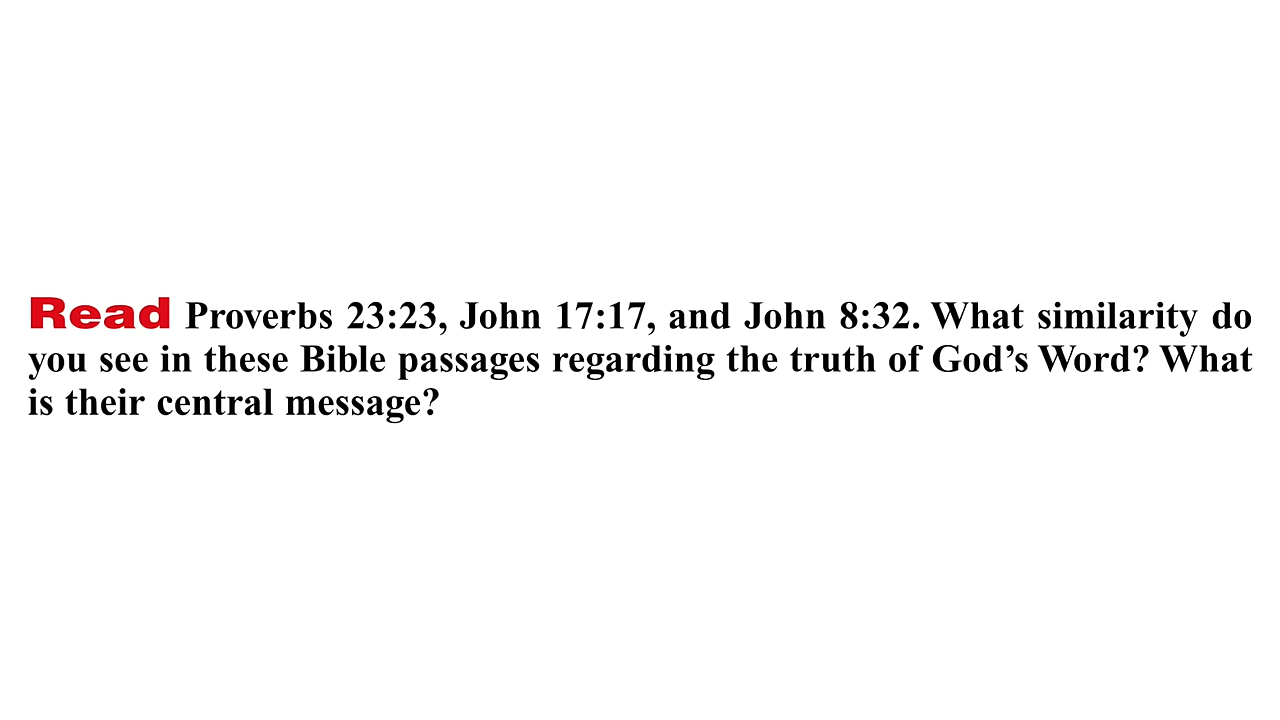 Read Proverbs 23:23, John 17:17, and John 8:32. What similarity do
you see in these Bible passages regarding the truth of God’s Word? What
is their central message?